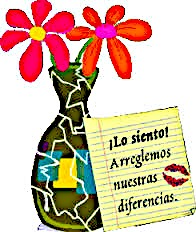 ¡Lo siento!
Arreglemos
nuestras
diferencias.